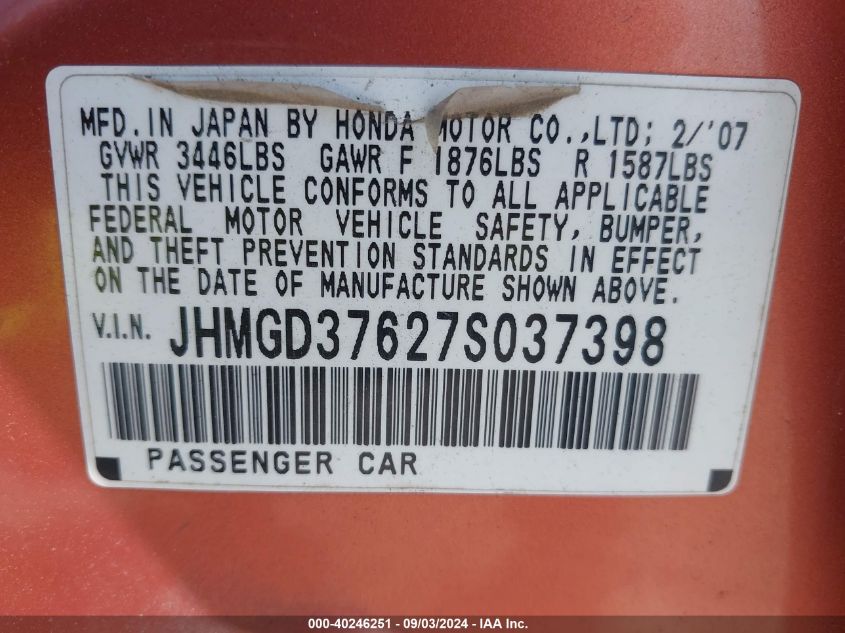 MFD.IN JAPAN BY HONDA MOTOR CO.,LTD; 2/'07
GVWR 3446LBS GAWR F 1876LBS R 1587LBS
THIS VEHICLE CONFORMS TO ALL APPLICABLE
FEDERAL MOTOR VEHICLE SAFETY, BUMPER,
AND THEFT PREVENTION STANDARDS IN EFFECT
ON THE DATE OF MANUFACTURE SHOWN ABOVE.
V.I.N. JHMGD37627S037398
PASSENGER CAR
000-40246251 - 09/03/2024 - IAA Inc.